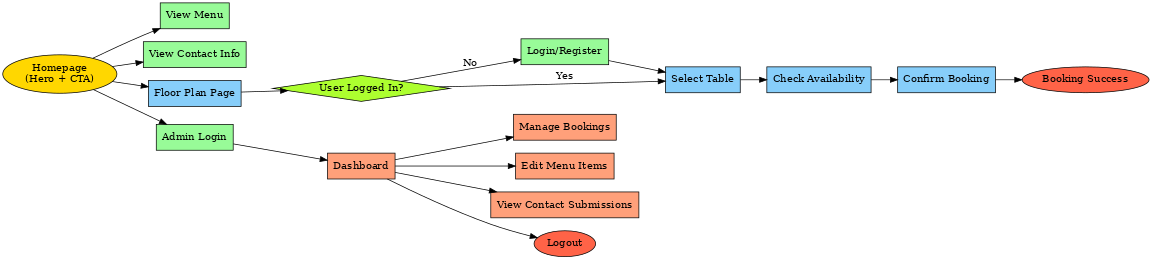 View Menu
Homepage
(Hero + CTA)
View Contact Info
Floor Plan Page
Admin Login
User Logged In?
No
Yes
Login/Register
Select Table
Check Availability
Confirm Booking
Booking Success
Dashboard
Manage Bookings
Edit Menu Items
View Contact Submissions
Logout